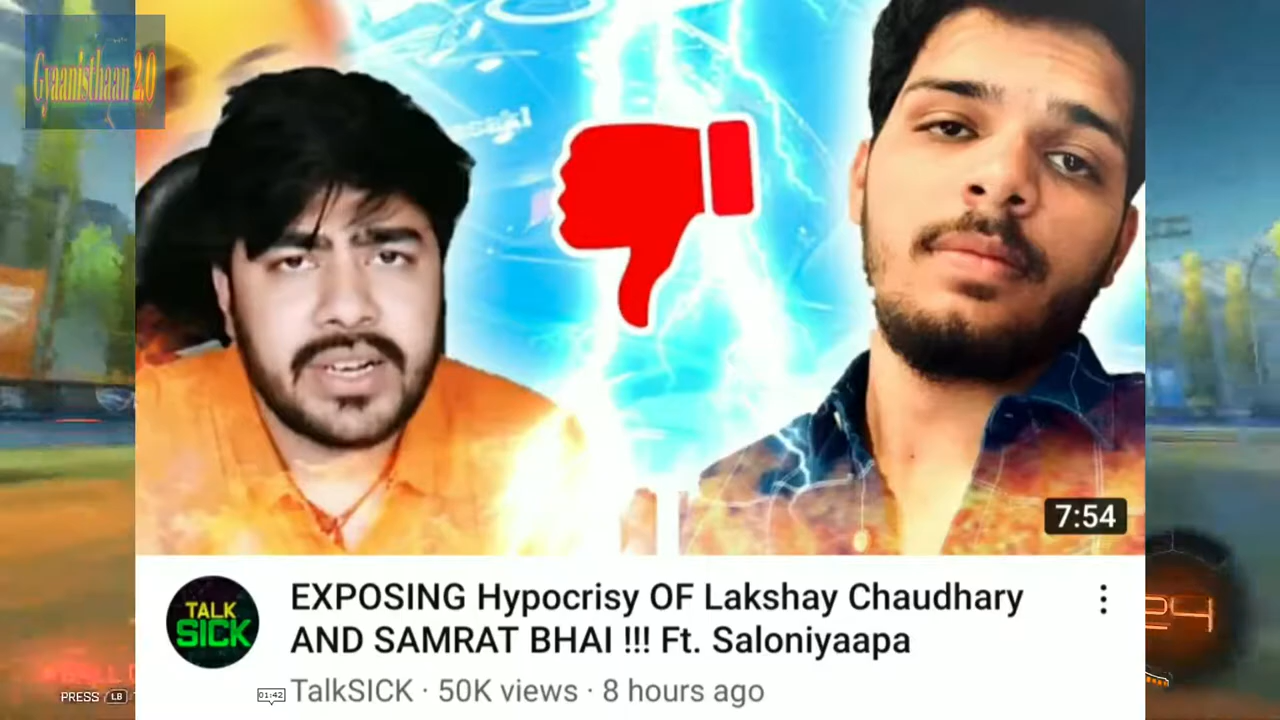 Gyaanisthaan 2.0
7:54
TALK
SICK
EXPOSING Hypocrisy OF Lakshay Chaudhary
AND SAMRAT BHAI !!! Ft. Saloniyaapa
TalkSICK · 50K views · 8 hours ago
PRESS LB
01:42